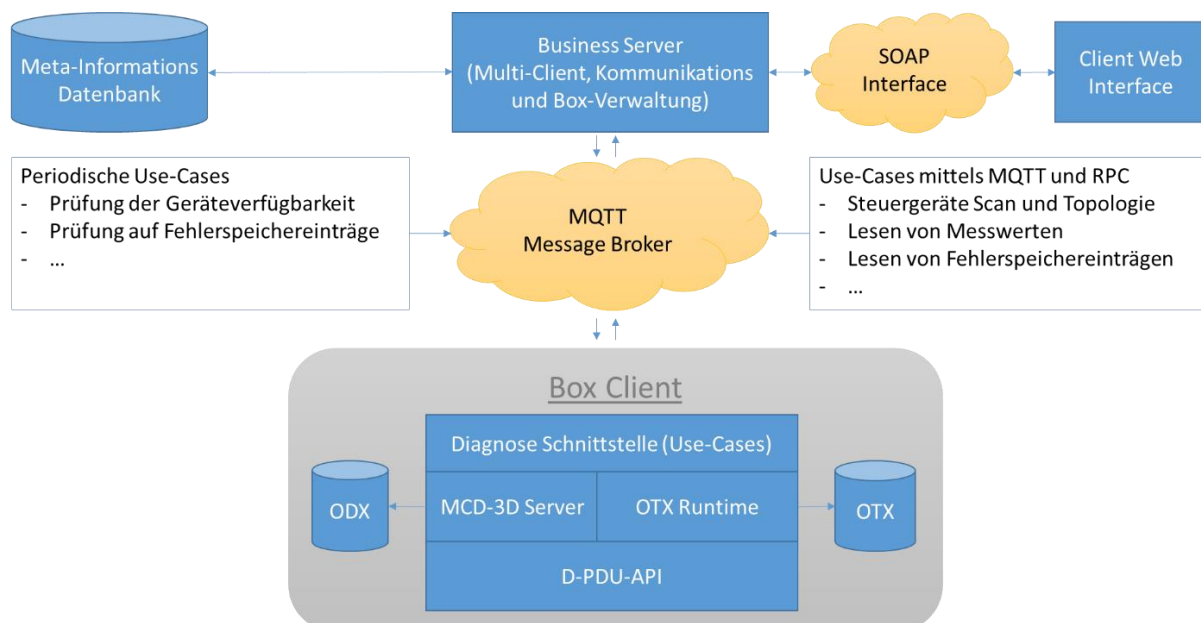 Meta-Informations
Datenbank
Business Server
(Multi-Client, Kommunikations
und Box-Verwaltung)
SOAP
Interface
Client Web
Interface
Periodische Use-Cases
- Prüfung der Geräteverfügbarkeit
- Prüfung auf Fehlerspeichereinträge
- ...
MQTT
Message Broker
Use-Cases mittels MQTT und RPC
- Steuergeräte Scan und Topologie
- Lesen von Messwerten
- Lesen von Fehlerspeichereinträgen
- ...
Box Client
Diagnose Schnittstelle (Use-Cases)
ODX
MCD-3D Server
OTX Runtime
OTX
D-PDU-API